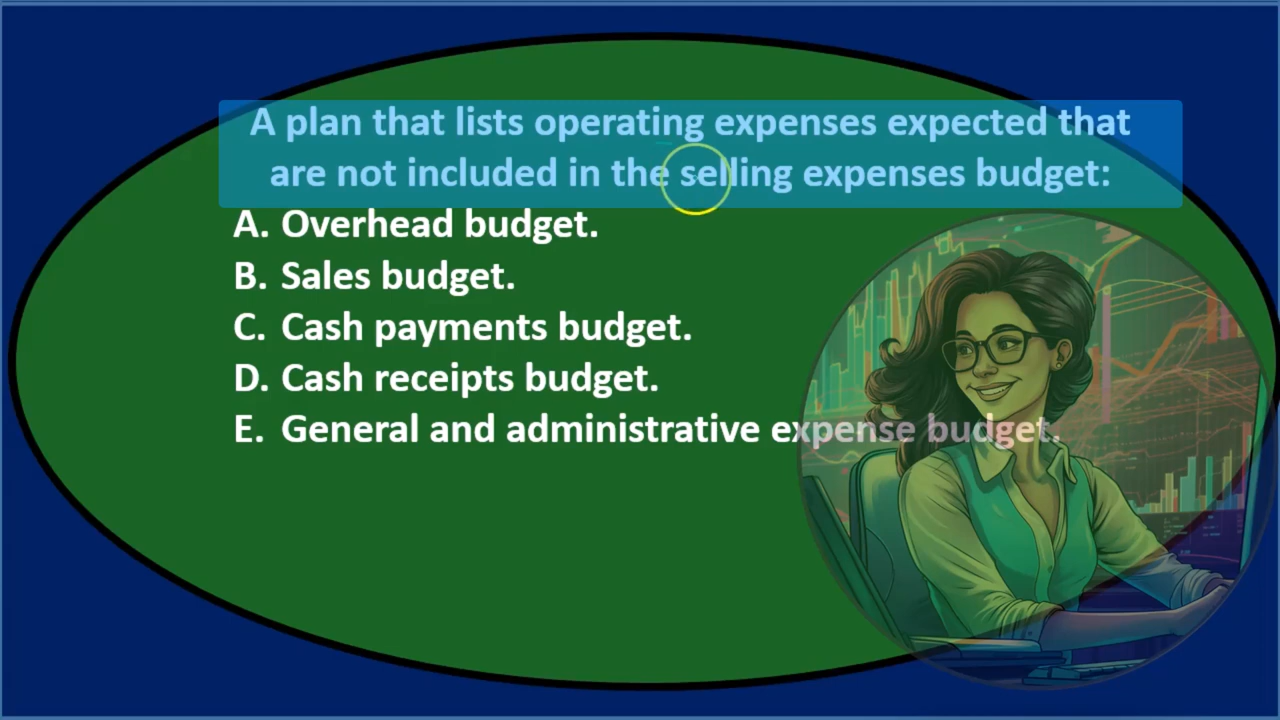 A plan that lists operating expenses expected that
are not included in the selling expenses budget:
A. Overhead budget.
B. Sales budget.
C. Cash payments budget.
D. Cash receipts budget.
E. General and administrative expense budget.